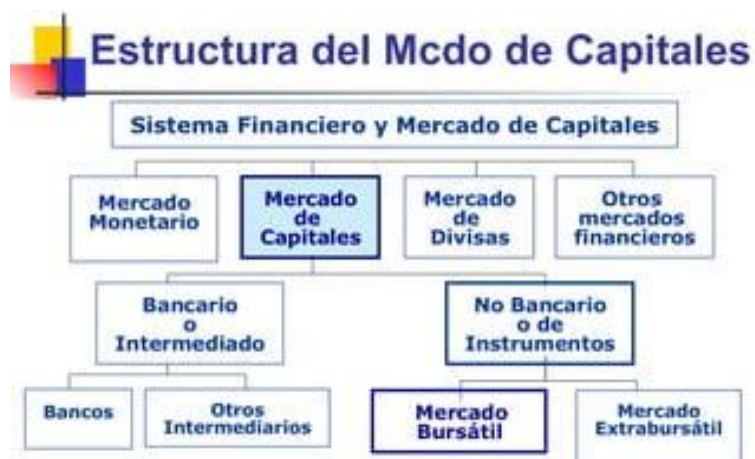 Estructura del Mcdo de Capitales
Sistema Financiero y Mercado de Capitales
Mercado
Monetario
Mercado
de
Capitales
Mercado
de
Divisas
Otros
mercados
financieros
Bancario
o
Intermediado
No Bancario
o de
Instrumentos
Bancos
Otros
Intermediarios
Mercado
Bursátil
Mercado
Extrabursátil